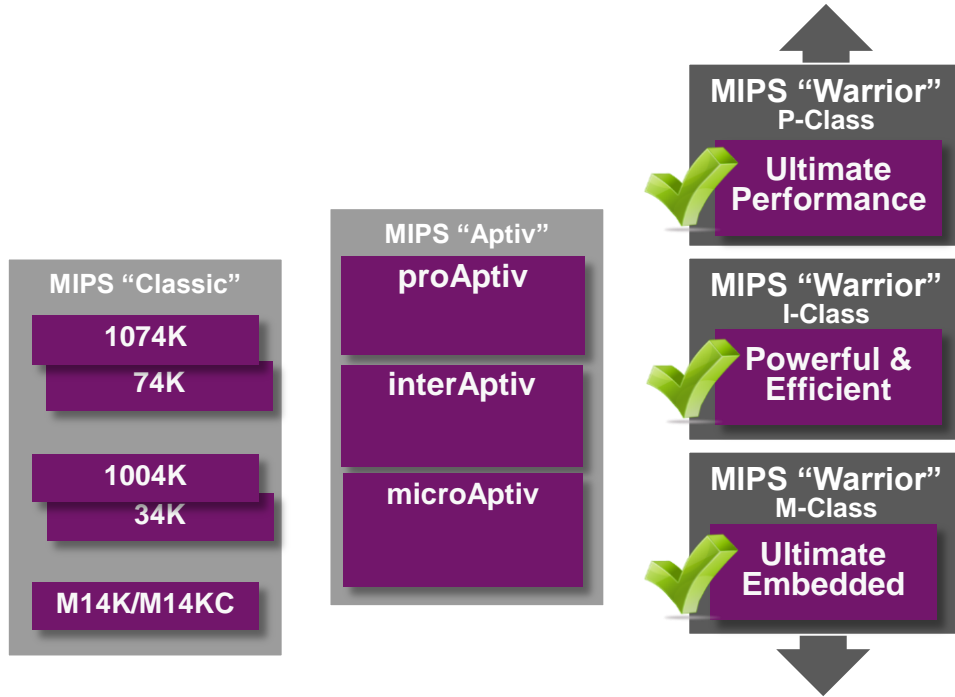 MIPS “Classic”
1074K
74K
1004K
34K
M14K/M14KC
MIPS “Aptiv”
proAptiv
interAptiv
microAptiv
MIPS “Warrior”
P-Class
Ultimate
Performance
MIPS “Warrior”
I-Class
Powerful &
Efficient
MIPS “Warrior”
M-Class
Ultimate
Embedded